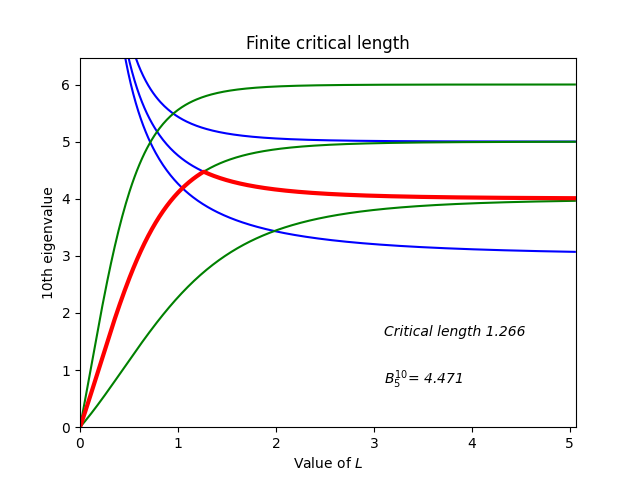 Finite critical length
10th eigenvalue
6
5
4
3
2
1
0
Critical length 1.266
$B_5^{10}$= 4.471
0 1 2 3 4 5
Value of L